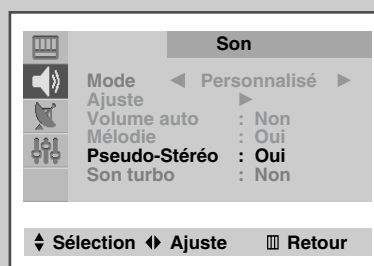 Son
Mode ◀ Personnalisé ▶
Ajuste ▶
Volume auto : Non
Mélodie : Oui
Pseudo-Stéréo : Oui
Son turbo : Non
Sélection Ajuste Retour